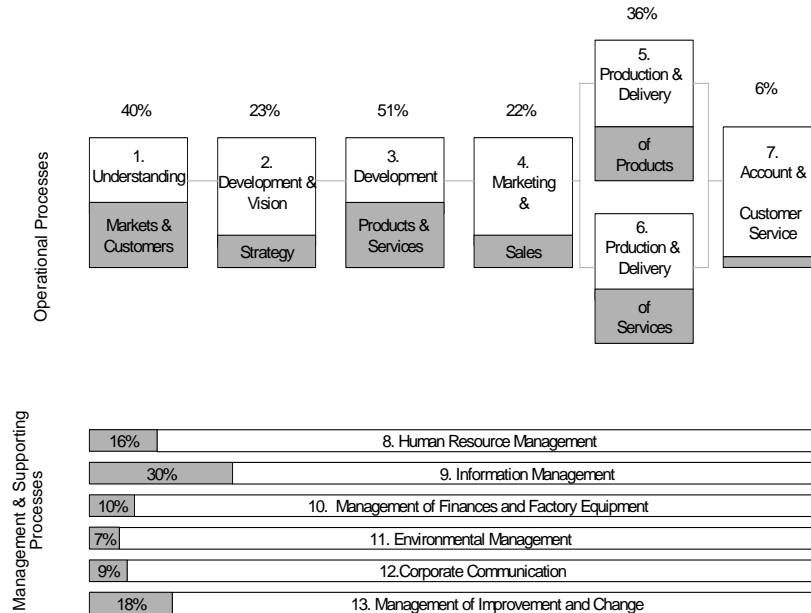 36%
5.
Production &
Delivery
of
Products
40%
23%
51%
22%
6%
1.
Understanding
Markets &
Customers
2.
Development &
Vision
Strategy
3.
Development
Products &
Services
4.
Marketing
&
Sales
6.
Prduction &
Delivery
of
Services
7.
Account &
Customer
Service
Operational Processes
16% 8. Human Resource Management
30% 9. Information Management
10% 10. Management of Finances and Factory Equipment
7% 11. Environmental Management
9% 12.Corporate Communication
18% 13. Management of Improvement and Change
Management & Supporting
Processes